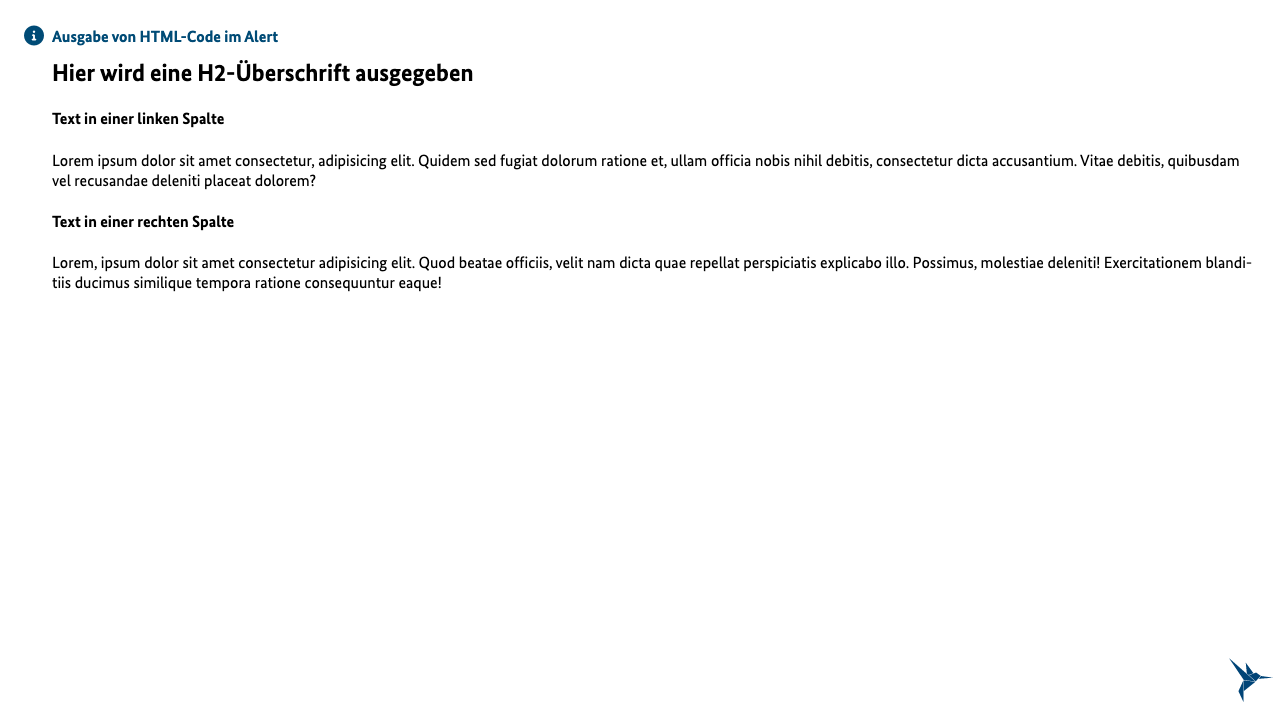 Ausgabe von HTML-Code im Alert
Hier wird eine H2-Überschrift ausgegeben
Text in einer linken Spalte
Lorem ipsum dolor sit amet consectetur, adipisicing elit. Quidem sed fugiat dolorum ratione et, ullam officia nobis nihil debitis, consectetur dicta accusantium. Vitae debitis, quibusdam
vel recusandae deleniti placeat dolorem?
Text in einer rechten Spalte
Lorem, ipsum dolor sit amet consectetur adipisicing elit. Quod beatae officiis, velit nam dicta quae repellat perspiciatis explicabo illo. Possimus, molestiae deleniti! Exercitationem blandi-
tiis ducimus similique tempora ratione consequuntur eaque!